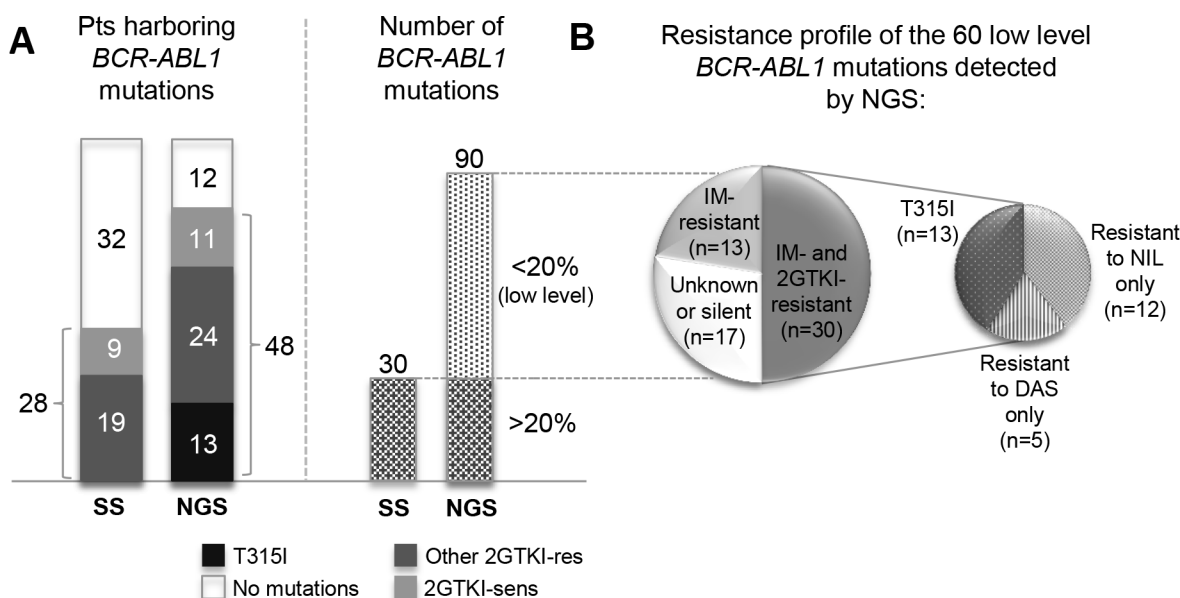 A
Pts harboring
BCR-ABL1
mutations
32
9
19
28
12
11
24
13
48
SS
NGS
Number of
BCR-ABL1
mutations
90
30
<20%
(low level)
>20%
SS
NGS
T315I
Other 2GTKI-res
No mutations
2GTKI-sens
B
Resistance profile of the 60 low level
BCR-ABL1 mutations detected
by NGS:
IM-
resistant
(n=13)
Unknown
or silent
(n=17)
IM- and
2GTKI-
resistant
(n=30)
T315I
(n=13)
Resistant
to NIL
only
(n=12)
Resistant
to DAS
only
(n=5)